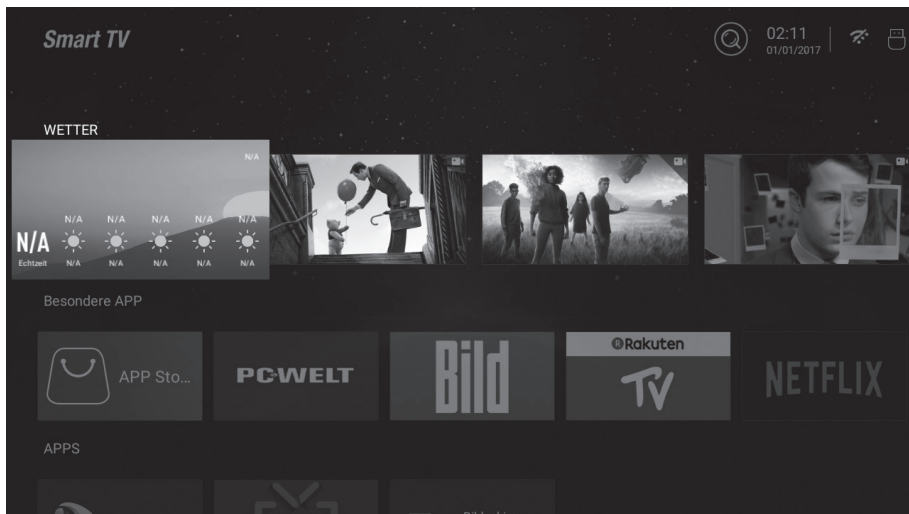 Smart TV
02:11
01/01/2017
WETTER
N/A
N/A N/A N/A N/A N/A
N/A
Echtzeit N/A N/A N/A N/A N/A
Besondere APP
APP Sto...
PCWELT
Bild
Rakuten
TV
NETFLIX
APPS